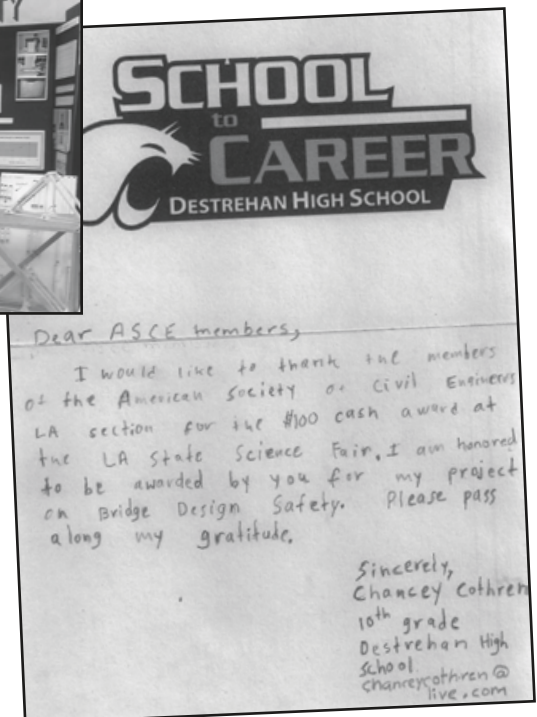 SCHOOL
to
CAREER
DESTREHAN HIGH SCHOOL
Dear ASCE members,
I would like to thank the members
of the American Society of Civil Engineers
LA section for the #100 cash award at
the LA State Science Fair. I am honored
to be awarded by you for my project
on Bridge Design Safety. Please pass
along my gratitude.
Sincerely,
Chancey Cothren
10th grade
Destrehan High
School
chanceycothren@
live.com